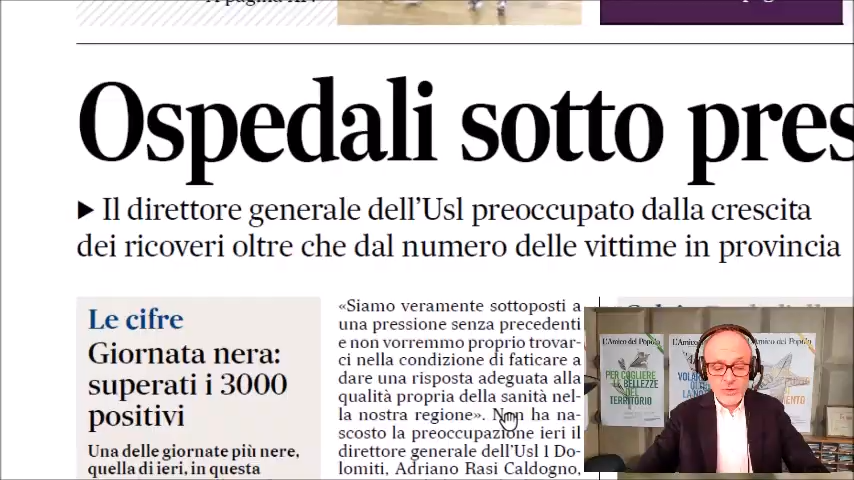 Ospedali sotto pres
▶ Il direttore generale dell'Usl preoccupato dalla crescita
dei ricoveri oltre che dal numero delle vittime in provincia
Le cifre
Giornata nera:
superati i 3000
positivi
Una delle giornate più nere,
quella di ieri, in questa
«Siamo veramente sottoposti a
una pressione senza precedenti
e non vorremmo proprio trovar-
ci nella condizione di faticare a
dare una risposta adeguata alla
qualità propria della sanità nel-
la nostra regione». Non ha na-
scosto la preoccupazione ieri il
direttore generale dell'Usl 1 Do-
lomiti, Adriano Rasi Caldogno,
L'Amico del Popolo
PER COGLIERE
LE BELLEZZE
DEL
TERRITORIO